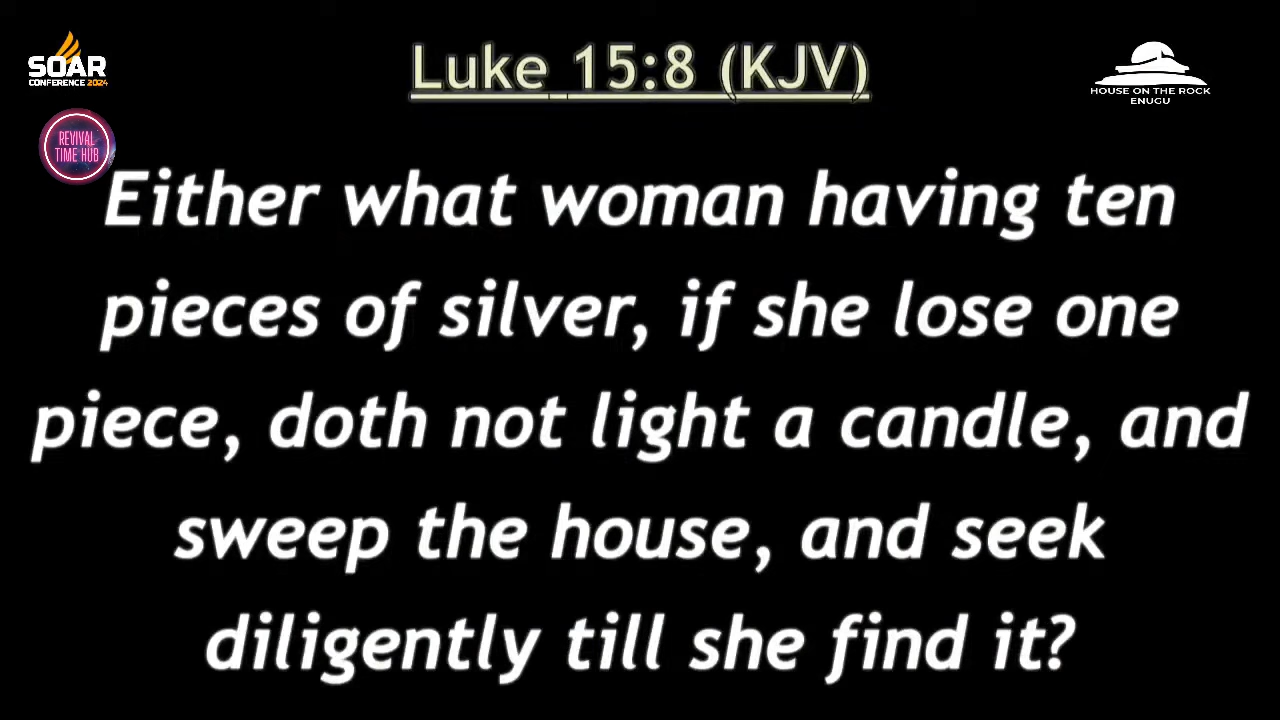 SOAR
CONFERENCE 2024
Luke 15:8 (KJV)
HOUSE ON THE ROCK
ENUGU
REVIVAL
TIME HUB
Either what woman having ten
pieces of silver, if she lose one
piece, doth not light a candle, and
sweep the house, and seek
diligently till she find it?